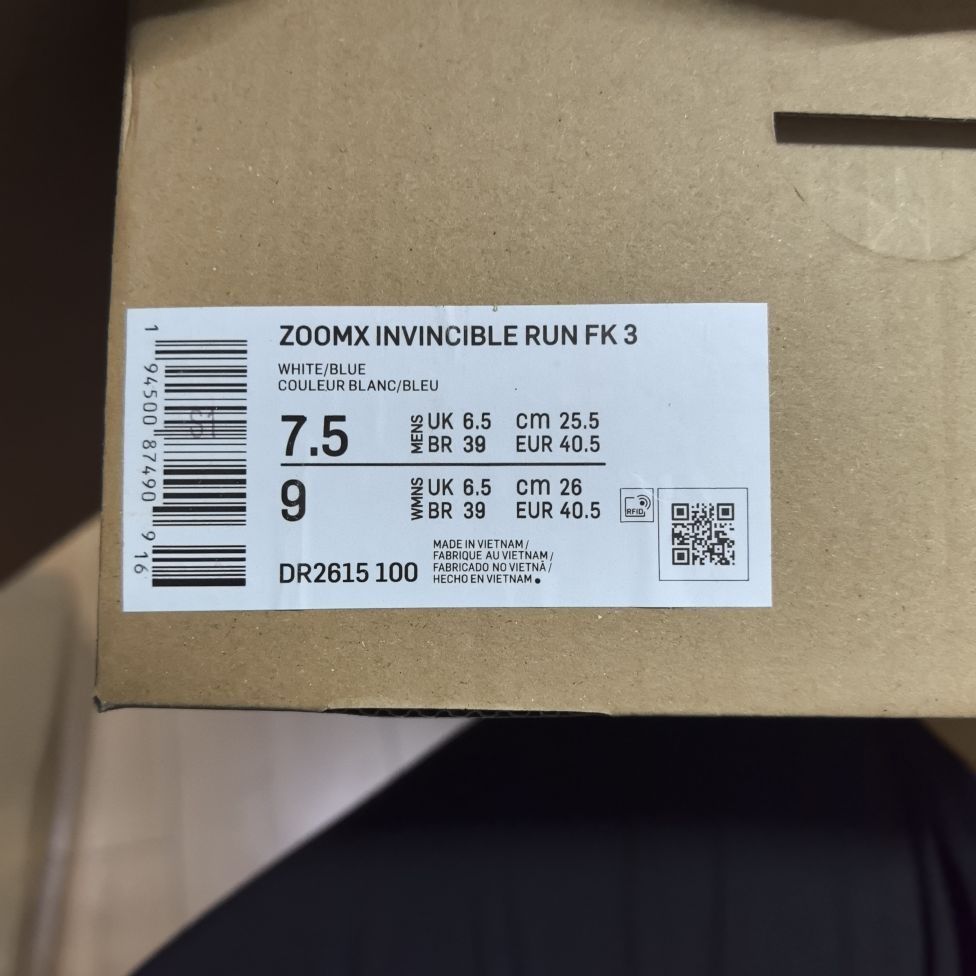 ZOOMX INVINCIBLE RUN FK 3
WHITE/BLUE
COULEUR BLANC/BLEU
7.5 MENS UK 6.5 cm 25.5
BR 39 EUR 40.5
9 WMNS UK 6.5 cm 26
BR 39 EUR 40.5
RFID
DR2615 100
MADE IN VIETNAM /
FABRIQUE AU VIETNAM /
FABRICADO NO VIETNÃ /
HECHO EN VIETNAM
1 94500 87490 9 16